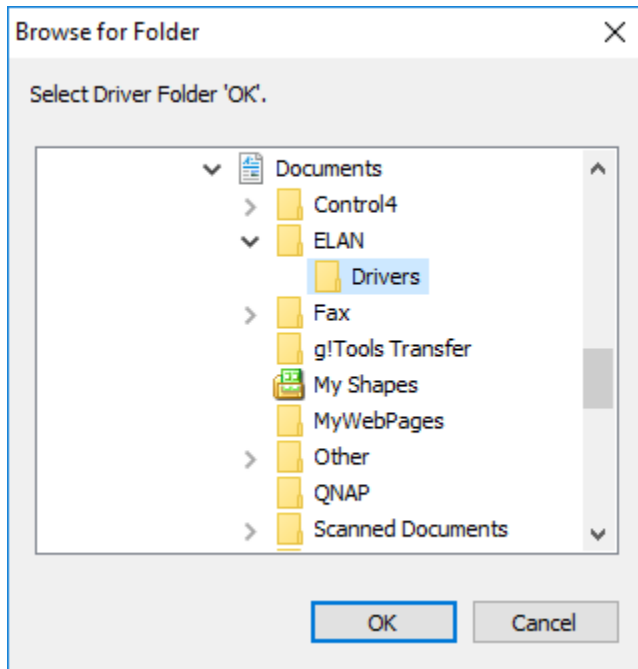 Browse for Folder
Select Driver Folder 'OK'.
Documents
Control4
ELAN
Drivers
Fax
g!Tools Transfer
My Shapes
MyWebPages
Other
QNAP
Scanned Documents
OK Cancel